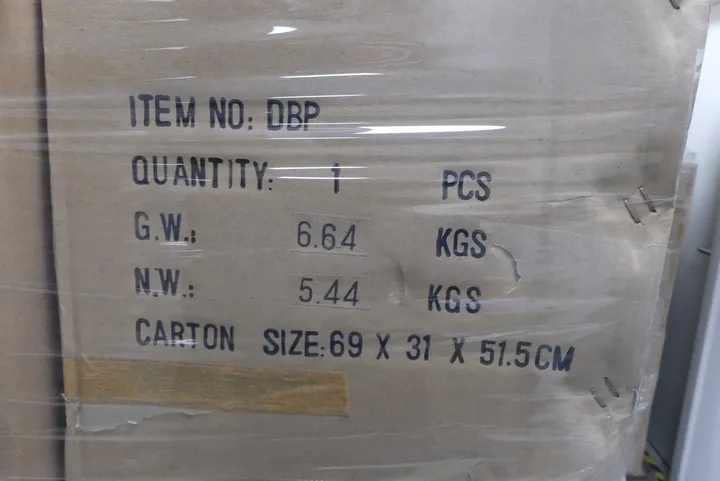 ITEM NO: DBP
QUANTITY: 1 PCS
G.W.: 6.64 KGS
N.W.: 5.44 KGS
CARTON SIZE: 69 X 31 X 51.5CM